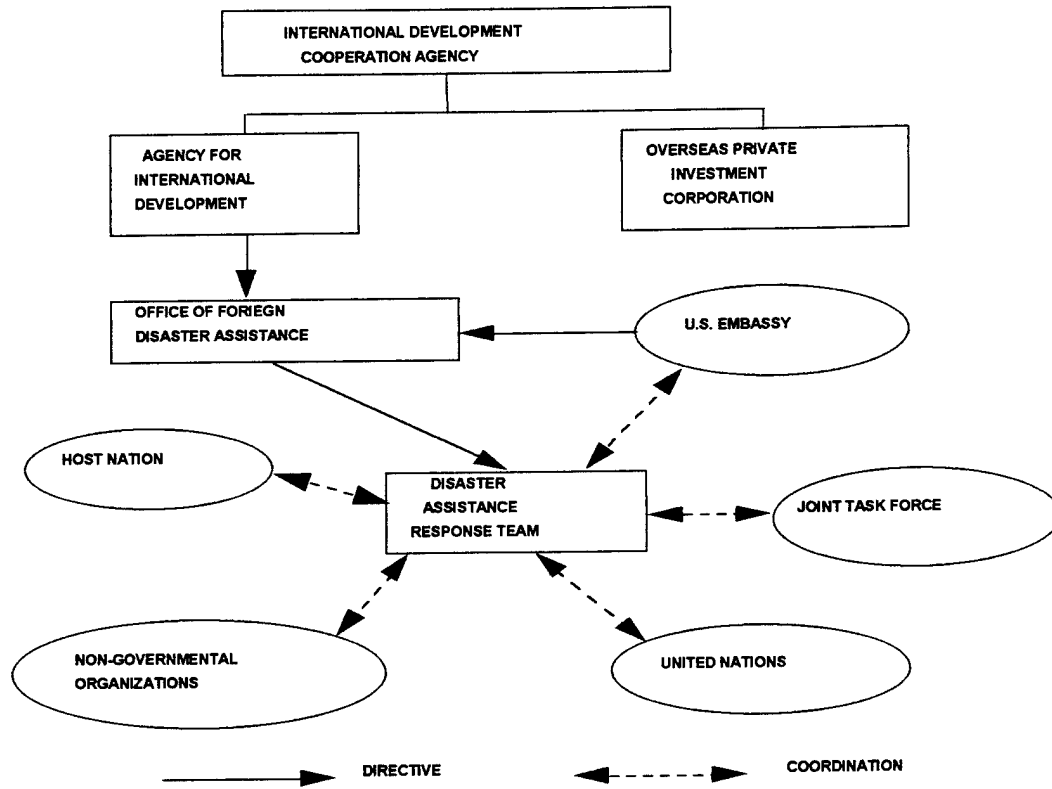 INTERNATIONAL DEVELOPMENT
COOPERATION AGENCY
AGENCY FOR
INTERNATIONAL
DEVELOPMENT
OVERSEAS PRIVATE
INVESTMENT
CORPORATION
OFFICE OF FORIEGN
DISASTER ASSISTANCE
U.S. EMBASSY
HOST NATION
DISASTER
ASSISTANCE
RESPONSE TEAM
JOINT TASK FORCE
NON-GOVERNMENTAL
ORGANIZATIONS
UNITED NATIONS
DIRECTIVE
COORDINATION